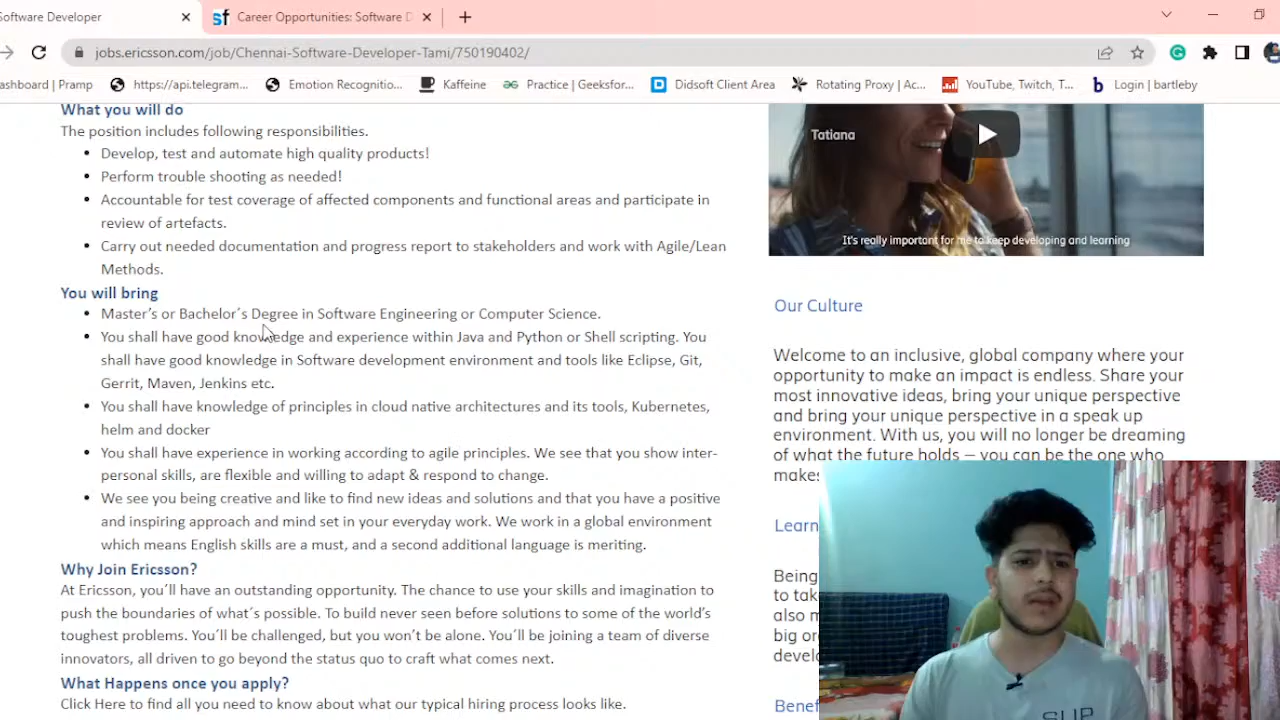 Software Developer
sf Career Opportunities: Software D
jobs.ericsson.com/job/Chennai-Software-Developer-Tami/750190402/
ashboard | Pramp
https://api.telegram...
Emotion Recognitio...
Kaffeine
Practice | Geeksfor...
Didsoft Client Area
Rotating Proxy | Ac...
YouTube, Twitch, T...
Login | bartleby
What you will do
The position includes following responsibilities.
Develop, test and automate high quality products!
Perform trouble shooting as needed!
Accountable for test coverage of affected components and functional areas and participate in
review of artefacts.
Carry out needed documentation and progress report to stakeholders and work with Agile/Lean
Methods.
You will bring
Master's or Bachelor´s Degree in Software Engineering or Computer Science.
You shall have good knowledge and experience within Java and Python or Shell scripting. You
shall have good knowledge in Software development environment and tools like Eclipse, Git,
Gerrit, Maven, Jenkins etc.
You shall have knowledge of principles in cloud native architectures and its tools, Kubernetes,
helm and docker
You shall have experience in working according to agile principles. We see that you show inter-
personal skills, are flexible and willing to adapt & respond to change.
We see you being creative and like to find new ideas and solutions and that you have a positive
and inspiring approach and mind set in your everyday work. We work in a global environment
which means English skills are a must, and a second additional language is meriting.
Why Join Ericsson?
At Ericsson, you´ll have an outstanding opportunity. The chance to use your skills and imagination to
push the boundaries of what´s possible. To build never seen before solutions to some of the world's
toughest problems. You´ll be challenged, but you won't be alone. You'll be joining a team of diverse
innovators, all driven to go beyond the status quo to craft what comes next.
What Happens once you apply?
Click Here to find all you need to know about what our typical hiring process looks like.
Tatiana
It's really important for me to keep developing and learning
Our Culture
Welcome to an inclusive, global company where your
opportunity to make an impact is endless. Share your
most innovative ideas, bring your unique perspective
and bring your unique perspective in a speak up
environment. With us, you will no longer be dreaming
of what the future holds – you can be the one who
makes
Learn
Being
to tak
also m
big or
devel
Benef
SUP